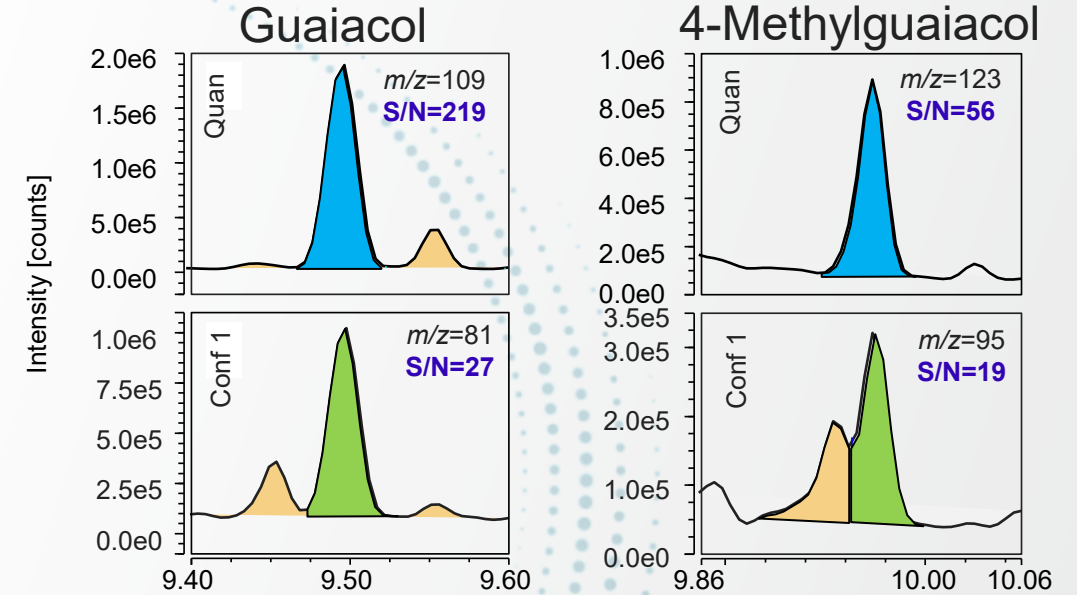 Guaiacol
4-Methylguaiacol
Intensity [counts]
2.0e6
1.5e6
1.0e6
5.0e5
0.0e0
Quan
m/z=109
S/N=219
1.0e6
8.0e5
6.0e5
4.0e5
2.0e5
0.0e0
Quan
m/z=123
S/N=56
1.0e6
7.5e5
5.0e5
2.5e5
0.0e0
Conf 1
m/z=81
S/N=27
9.40
9.50
9.60
3.5e5
3.0e5
2.0e5
1.0e5
0.0e0
Conf 1
m/z=95
S/N=19
9.86
10.00
10.06